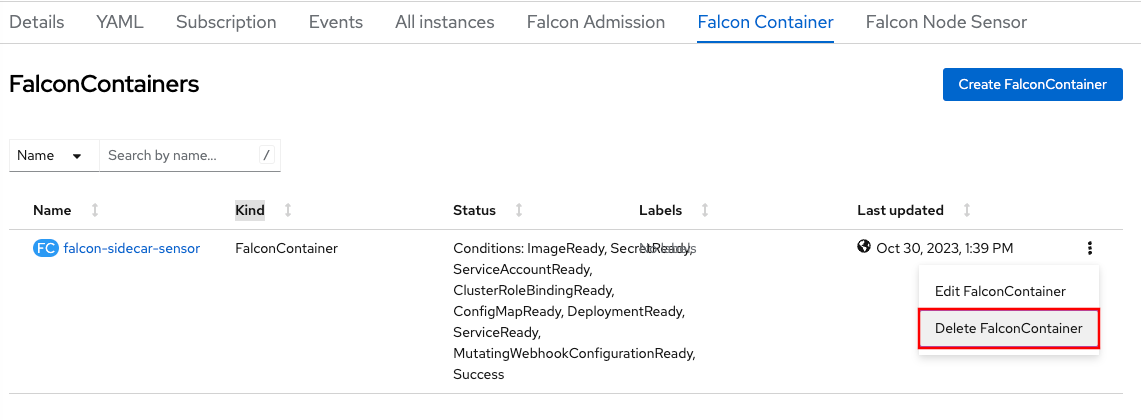 Details YAML Subscription Events All instances Falcon Admission Falcon Container Falcon Node Sensor
FalconContainers
Create FalconContainer
Name Search by name... /
Name Kind Status Labels Last updated
FC falcon-sidecar-sensor FalconContainer Conditions: ImageReady, SecretReady, No labels Oct 30, 2023, 1:39 PM
ServiceAccountReady,
ClusterRoleBindingReady,
ConfigMapReady, DeploymentReady,
ServiceReady,
MutatingWebhookConfigurationReady,
Success
Edit FalconContainer
Delete FalconContainer